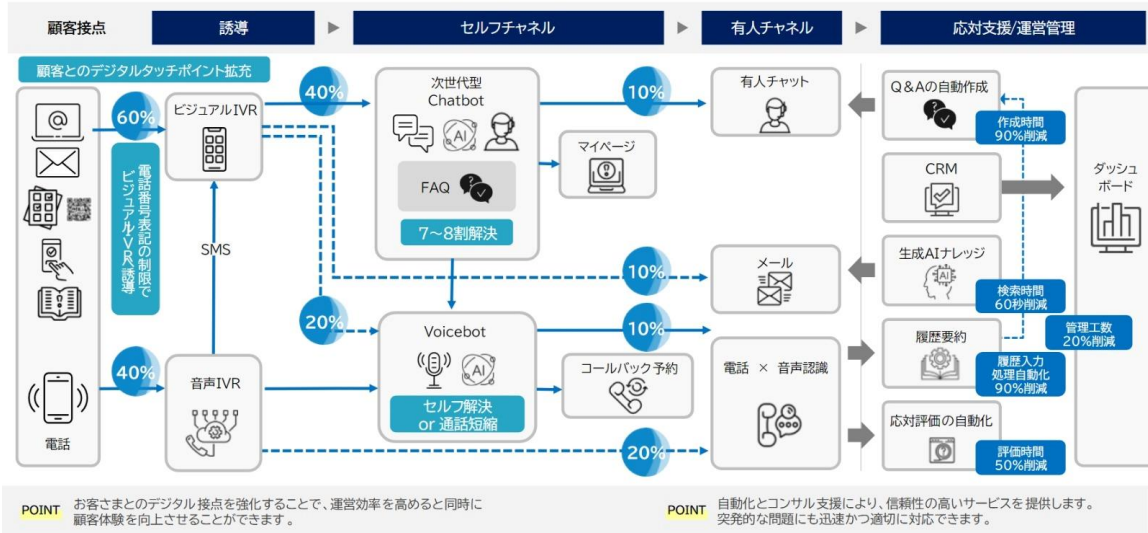 顧客接点
誘導
セルフチャネル
有人チャネル
応対支援/運営管理
顧客とのデジタルタッチポイント拡充
@
60%
電話番号表記の制限で
ビジュアルIVRへ誘導
40%
電話
ビジュアルIVR
SMS
音声IVR
40%
20%
次世代型
Chatbot
AI
FAQ
7～8割解決
マイページ
Voicebot
AI
セルフ解決
or 通話短縮
コールバック予約
10%
10%
10%
20%
有人チャット
メール
電話 × 音声認識
Q&Aの自動作成
作成時間
90%削減
CRM
生成AIナレッジ
AI
検索時間
60秒削減
履歴要約
履歴入力
処理自動化
90%削減
応対評価の自動化
評価時間
50%削減
ダッシュ
ボード
管理工数
20%削減
POINT お客さまとのデジタル接点を強化することで、運営効率を高めると同時に
顧客体験を向上させることができます。
POINT 自動化とコンサル支援により、信頼性の高いサービスを提供します。
突発的な問題にも迅速かつ適切に対応できます。